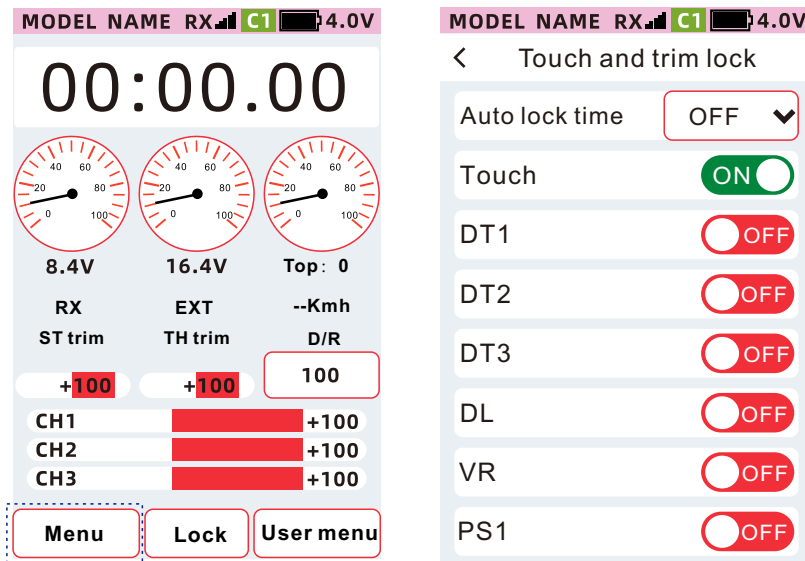 MODEL NAME RX C1 4.0V
00:00.00
40 60
20 80
0 100
40 60
20 80
0 100
40 60
20 80
0 100
8.4V 16.4V Top: 0
RX EXT --Kmh
ST trim TH trim D/R
+100 +100 100
CH1 +100
CH2 +100
CH3 +100
Menu Lock User menu
MODEL NAME RX C1 4.0V
< Touch and trim lock
Auto lock time OFF
Touch ON
DT1 OFF
DT2 OFF
DT3 OFF
DL OFF
VR OFF
PS1 OFF